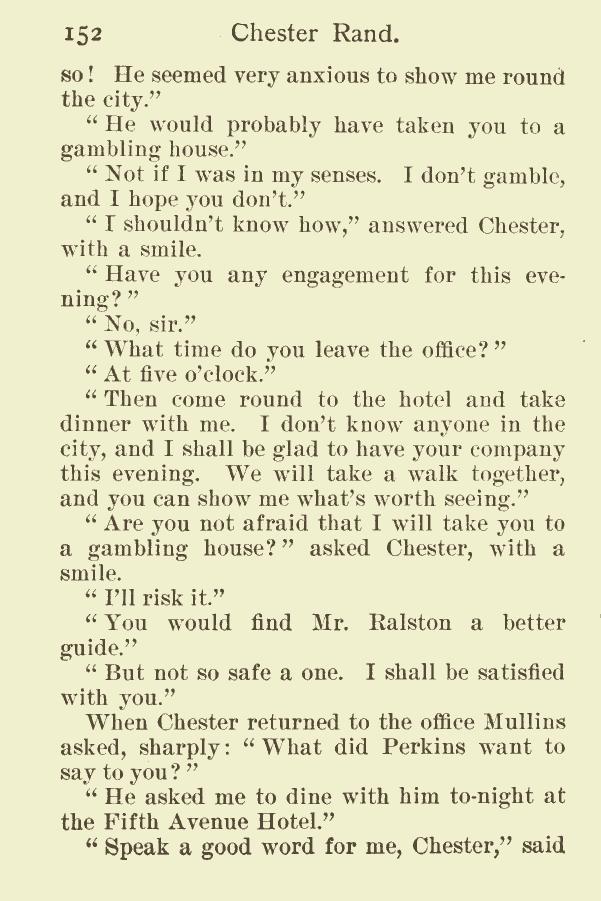 152 Chester Rand.
so! He seemed very anxious to show me round
the city.”
“ He would probably have taken you to a
gambling house.”
“ Not if I was in my senses. I don’t gamble,
and I hope you don’t.”
“ I shouldn’t know how,” answered Chester,
with a smile.
“ Have you any engagement for this eve-
ning? ”
“ No, sir.”
“ What time do you leave the office? ”
“ At five o’clock.”
“ Then come round to the hotel and take
dinner with me. I don’t know anyone in the
city, and I shall be glad to have your company
this evening. We will take a walk together,
and you can show me what’s worth seeing.”
“ Are you not afraid that I will take you to
a gambling house? ” asked Chester, with a
smile.
“ I’ll risk it.”
“ You would find Mr. Ralston a better
guide.”
“ But not so safe a one. I shall be satisfied
with you.”
When Chester returned to the office Mullins
asked, sharply: “ What did Perkins want to
say to you? ”
“ He asked me to dine with him to-night at
the Fifth Avenue Hotel.”
“ Speak a good word for me, Chester,” said